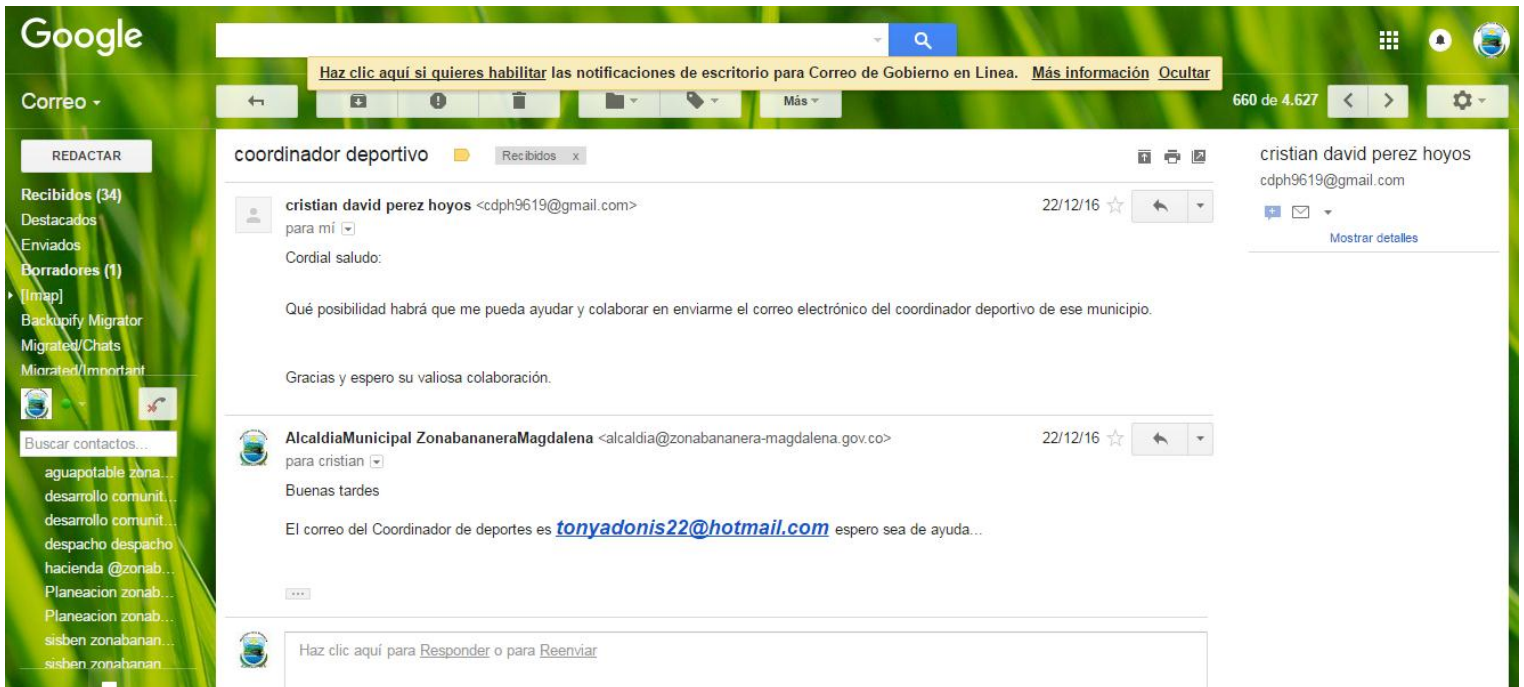 Google
Haz clic aquí si quieres habilitar las notificaciones de escritorio para Correo de Gobierno en Linea. Más información Ocultar
Correo
Más
660 de 4.627
REDACTAR
Recibidos (34)
Destacados
Enviados
Borradores (1)
[Imap]
Backupify Migrator
Migrated/Chats
Migrated/Important
Buscar contactos...
aguapotable zona...
desarrollo comunit...
desarrollo comunit...
despacho despacho
hacienda @zonab...
Planeacion zonab...
Planeacion zonab...
sisben zonabanan...
sisben zonabanan
coordinador deportivo Recibidos x
cristian david perez hoyos <cdph9619@gmail.com> 22/12/16
para mí
Cordial saludo:
Qué posibilidad habrá que me pueda ayudar y colaborar en enviarme el correo electrónico del coordinador deportivo de ese municipio.
Gracias y espero su valiosa colaboración.
AlcaldiaMunicipal ZonabananeraMagdalena <alcaldia@zonabananera-magdalena.gov.co> 22/12/16
para cristian
Buenas tardes
El correo del Coordinador de deportes es tonyadonis22@hotmail.com espero sea de ayuda...
Haz clic aquí para Responder o para Reenviar
cristian david perez hoyos
cdph9619@gmail.com
Mostrar detalles